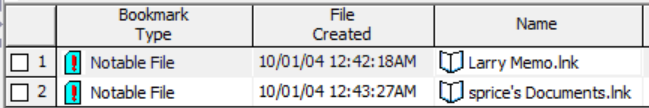 Bookmark Type File Created Name
1 Notable File 10/01/04 12:42:18AM Larry Memo.lnk
2 Notable File 10/01/04 12:43:27AM sprice's Documents.lnk